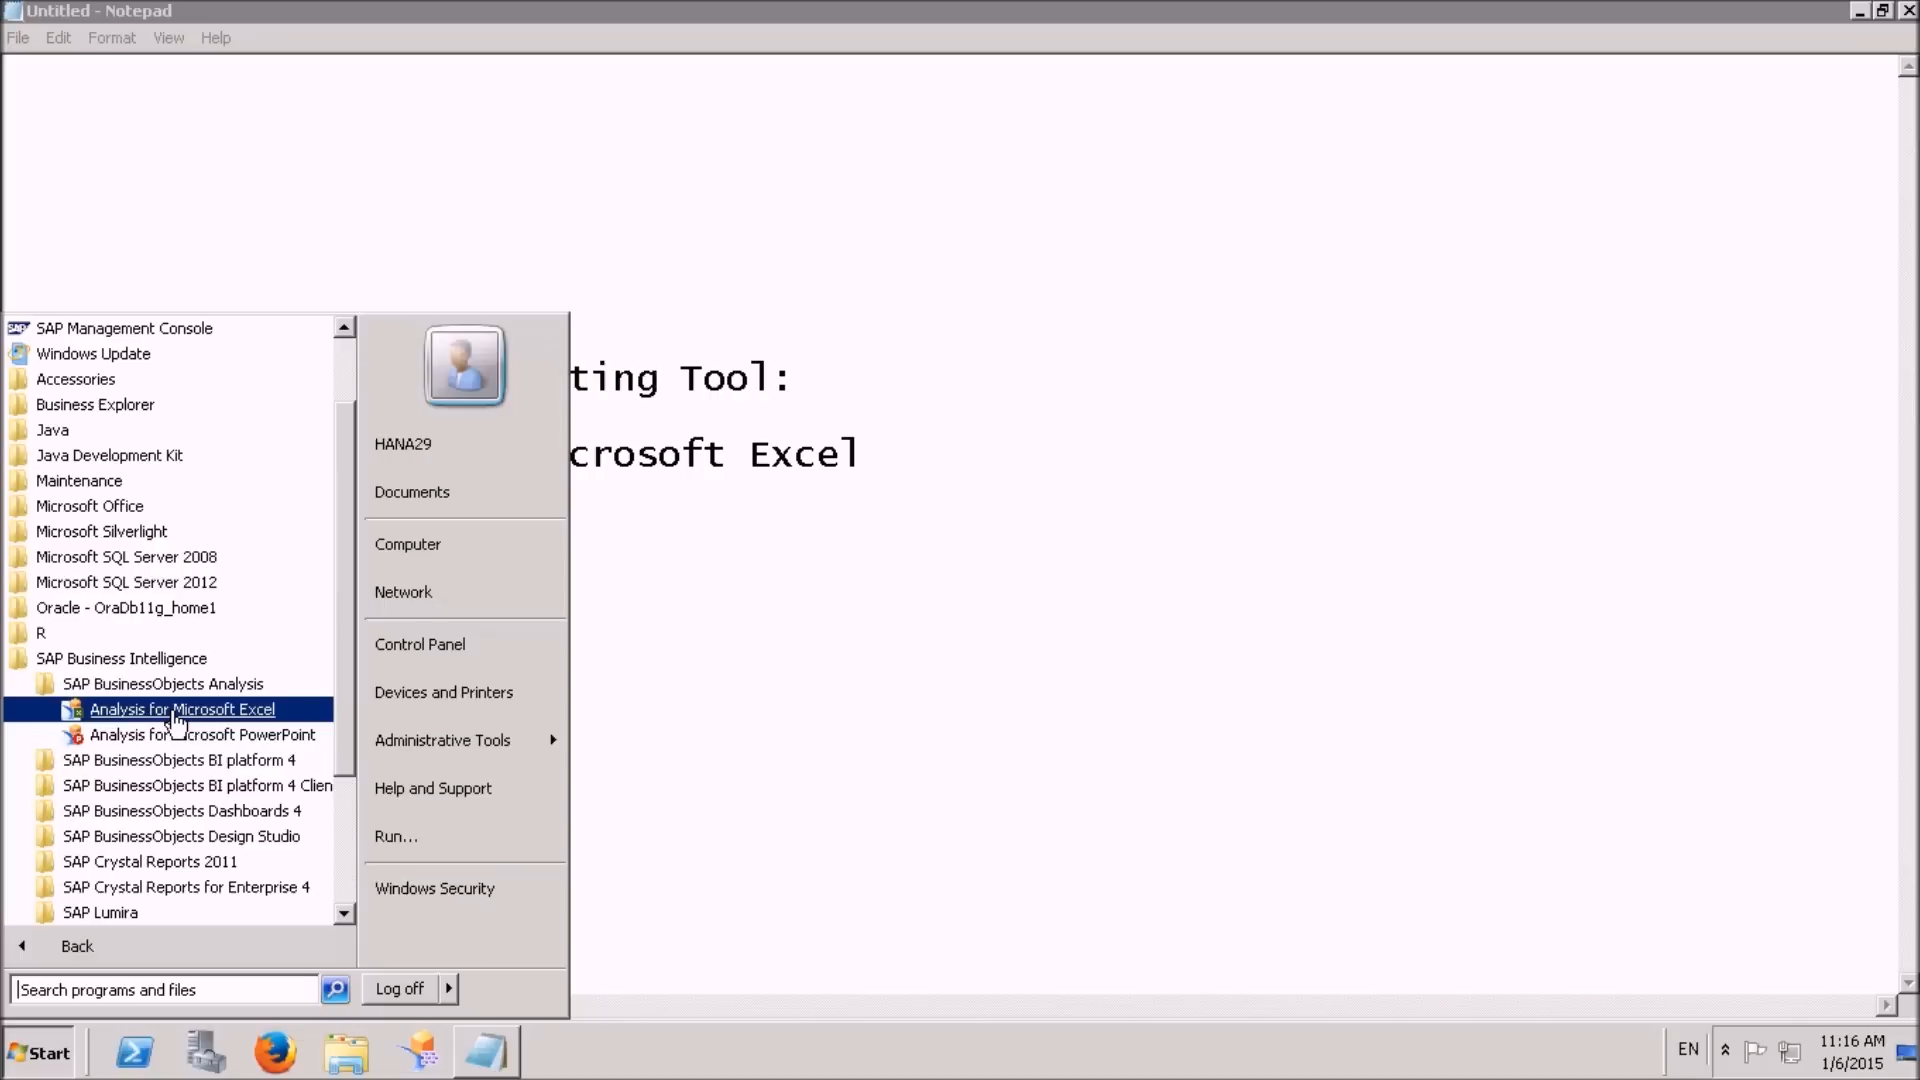 Untitled - Notepad
File Edit Format View Help
ting Tool:
crosoft Excel
SAP Management Console
Windows Update
Accessories
Business Explorer
Java
Java Development Kit
Maintenance
Microsoft Office
Microsoft Silverlight
Microsoft SQL Server 2008
Microsoft SQL Server 2012
Oracle - OraDb11g_home1
R
SAP Business Intelligence
SAP BusinessObjects Analysis
Analysis for Microsoft Excel
Analysis for Microsoft PowerPoint
SAP BusinessObjects BI platform 4
SAP BusinessObjects BI platform 4 Clien
SAP BusinessObjects Dashboards 4
SAP BusinessObjects Design Studio
SAP Crystal Reports 2011
SAP Crystal Reports for Enterprise 4
SAP Lumira
Back
Search programs and files
HANA29
Documents
Computer
Network
Control Panel
Devices and Printers
Administrative Tools
Help and Support
Run...
Windows Security
Log off
Start
EN
11:16 AM
1/6/2015